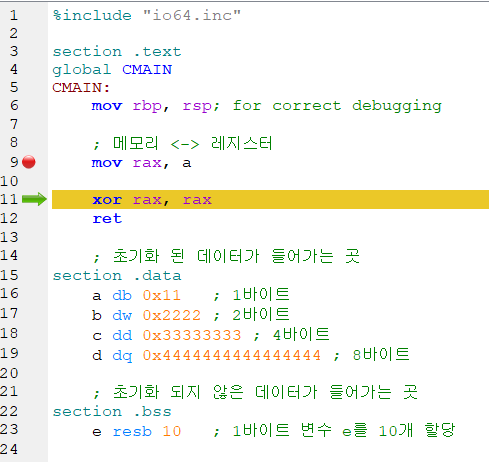 1 %include "io64.inc"
2
3 section .text
4 global CMAIN
5 CMAIN:
6 mov rbp, rsp; for correct debugging
7
8 ; 메모리 <-> 레지스터
9 mov rax, a
10
11 xor rax, rax
12 ret
13
14 ; 초기화 된 데이터가 들어가는 곳
15 section .data
16 a db 0x11 ; 1바이트
17 b dw 0x2222 ; 2바이트
18 c dd 0x33333333 ; 4바이트
19 d dq 0x4444444444444444 ; 8바이트
20
21 ; 초기화 되지 않은 데이터가 들어가는 곳
22 section .bss
23 e resb 10 ; 1바이트 변수 e를 10개 할당
24